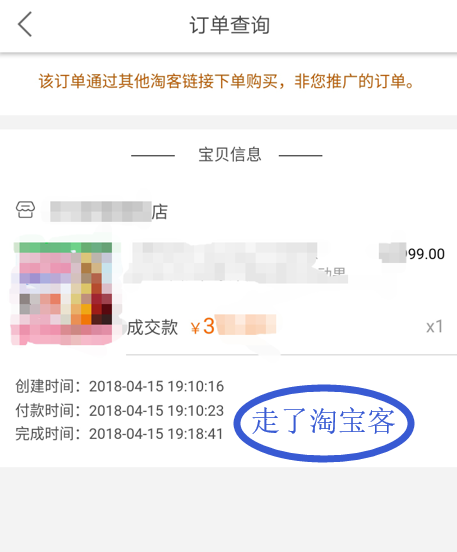 订单查询
该订单通过其他淘客链接下单购买，非您推广的订单。
宝贝信息
店
999.00
成交款 ￥3
x1
创建时间：2018-04-15 19:10:16
付款时间：2018-04-15 19:10:23
完成时间：2018-04-15 19:18:41
走了淘宝客